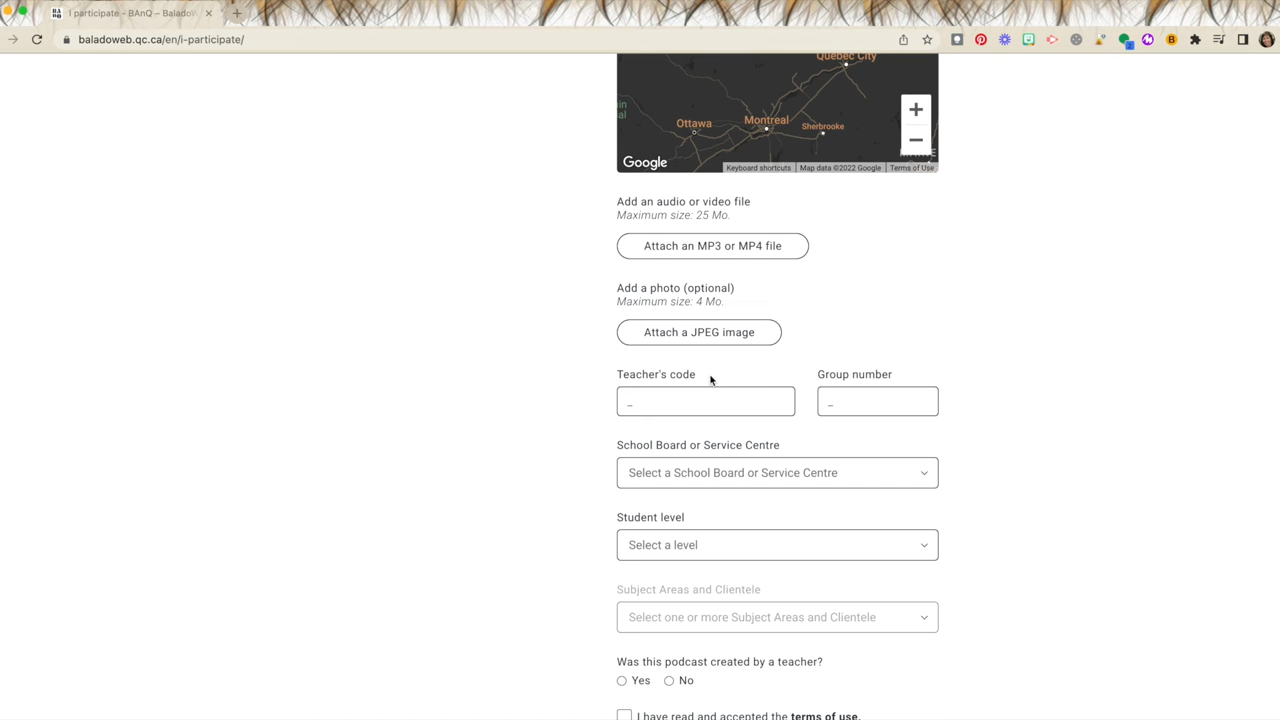 I participate – BAnQ – BaladoW
baladoweb.qc.ca/en/i-participate/
Quebec City
Ottawa
Montreal
Sherbrooke
Google
Keyboard shortcuts
Map data ©2022 Google
Terms of Use
Add an audio or video file
Maximum size: 25 Mo.
Attach an MP3 or MP4 file
Add a photo (optional)
Maximum size: 4 Mo.
Attach a JPEG image
Teacher's code Group number
_ _
School Board or Service Centre
Select a School Board or Service Centre
Student level
Select a level
Subject Areas and Clientele
Select one or more Subject Areas and Clientele
Was this podcast created by a teacher?
Yes No
I have read and accepted the terms of use.